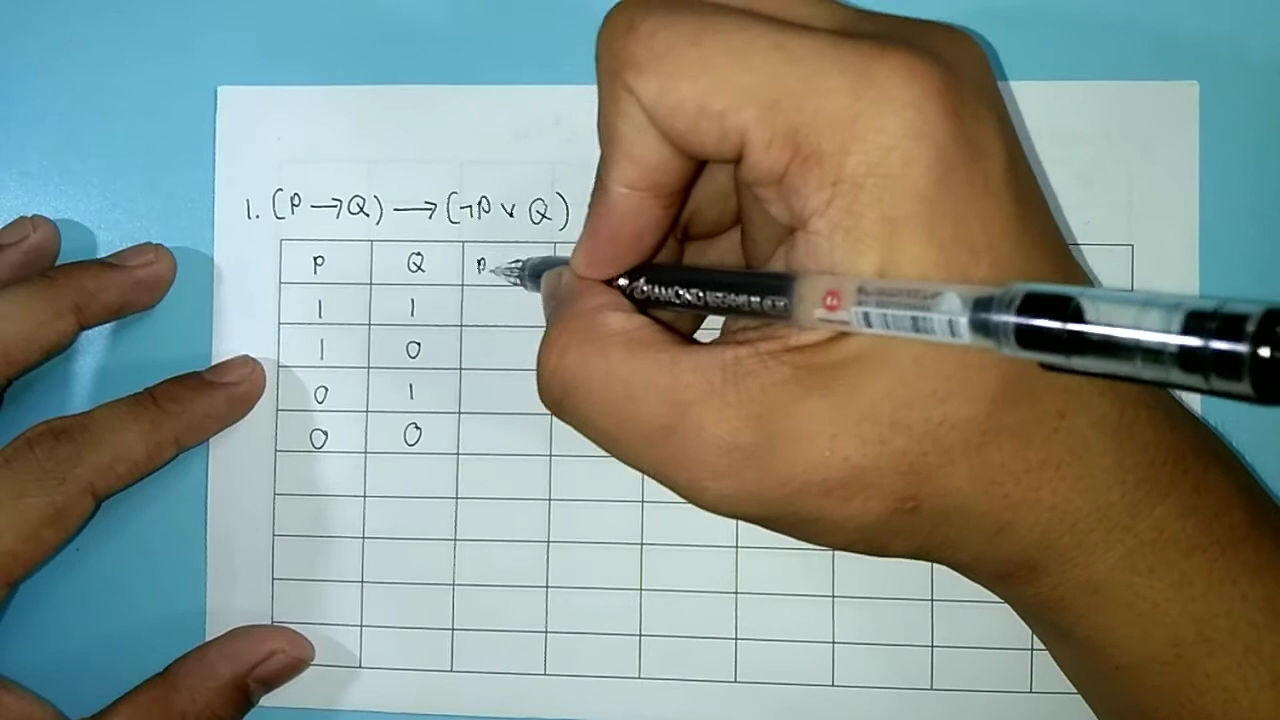 1. (P → Q) → (¬P ∨ Q)
P Q P
1 1
1 0
0 1
0 0
DIAMOND